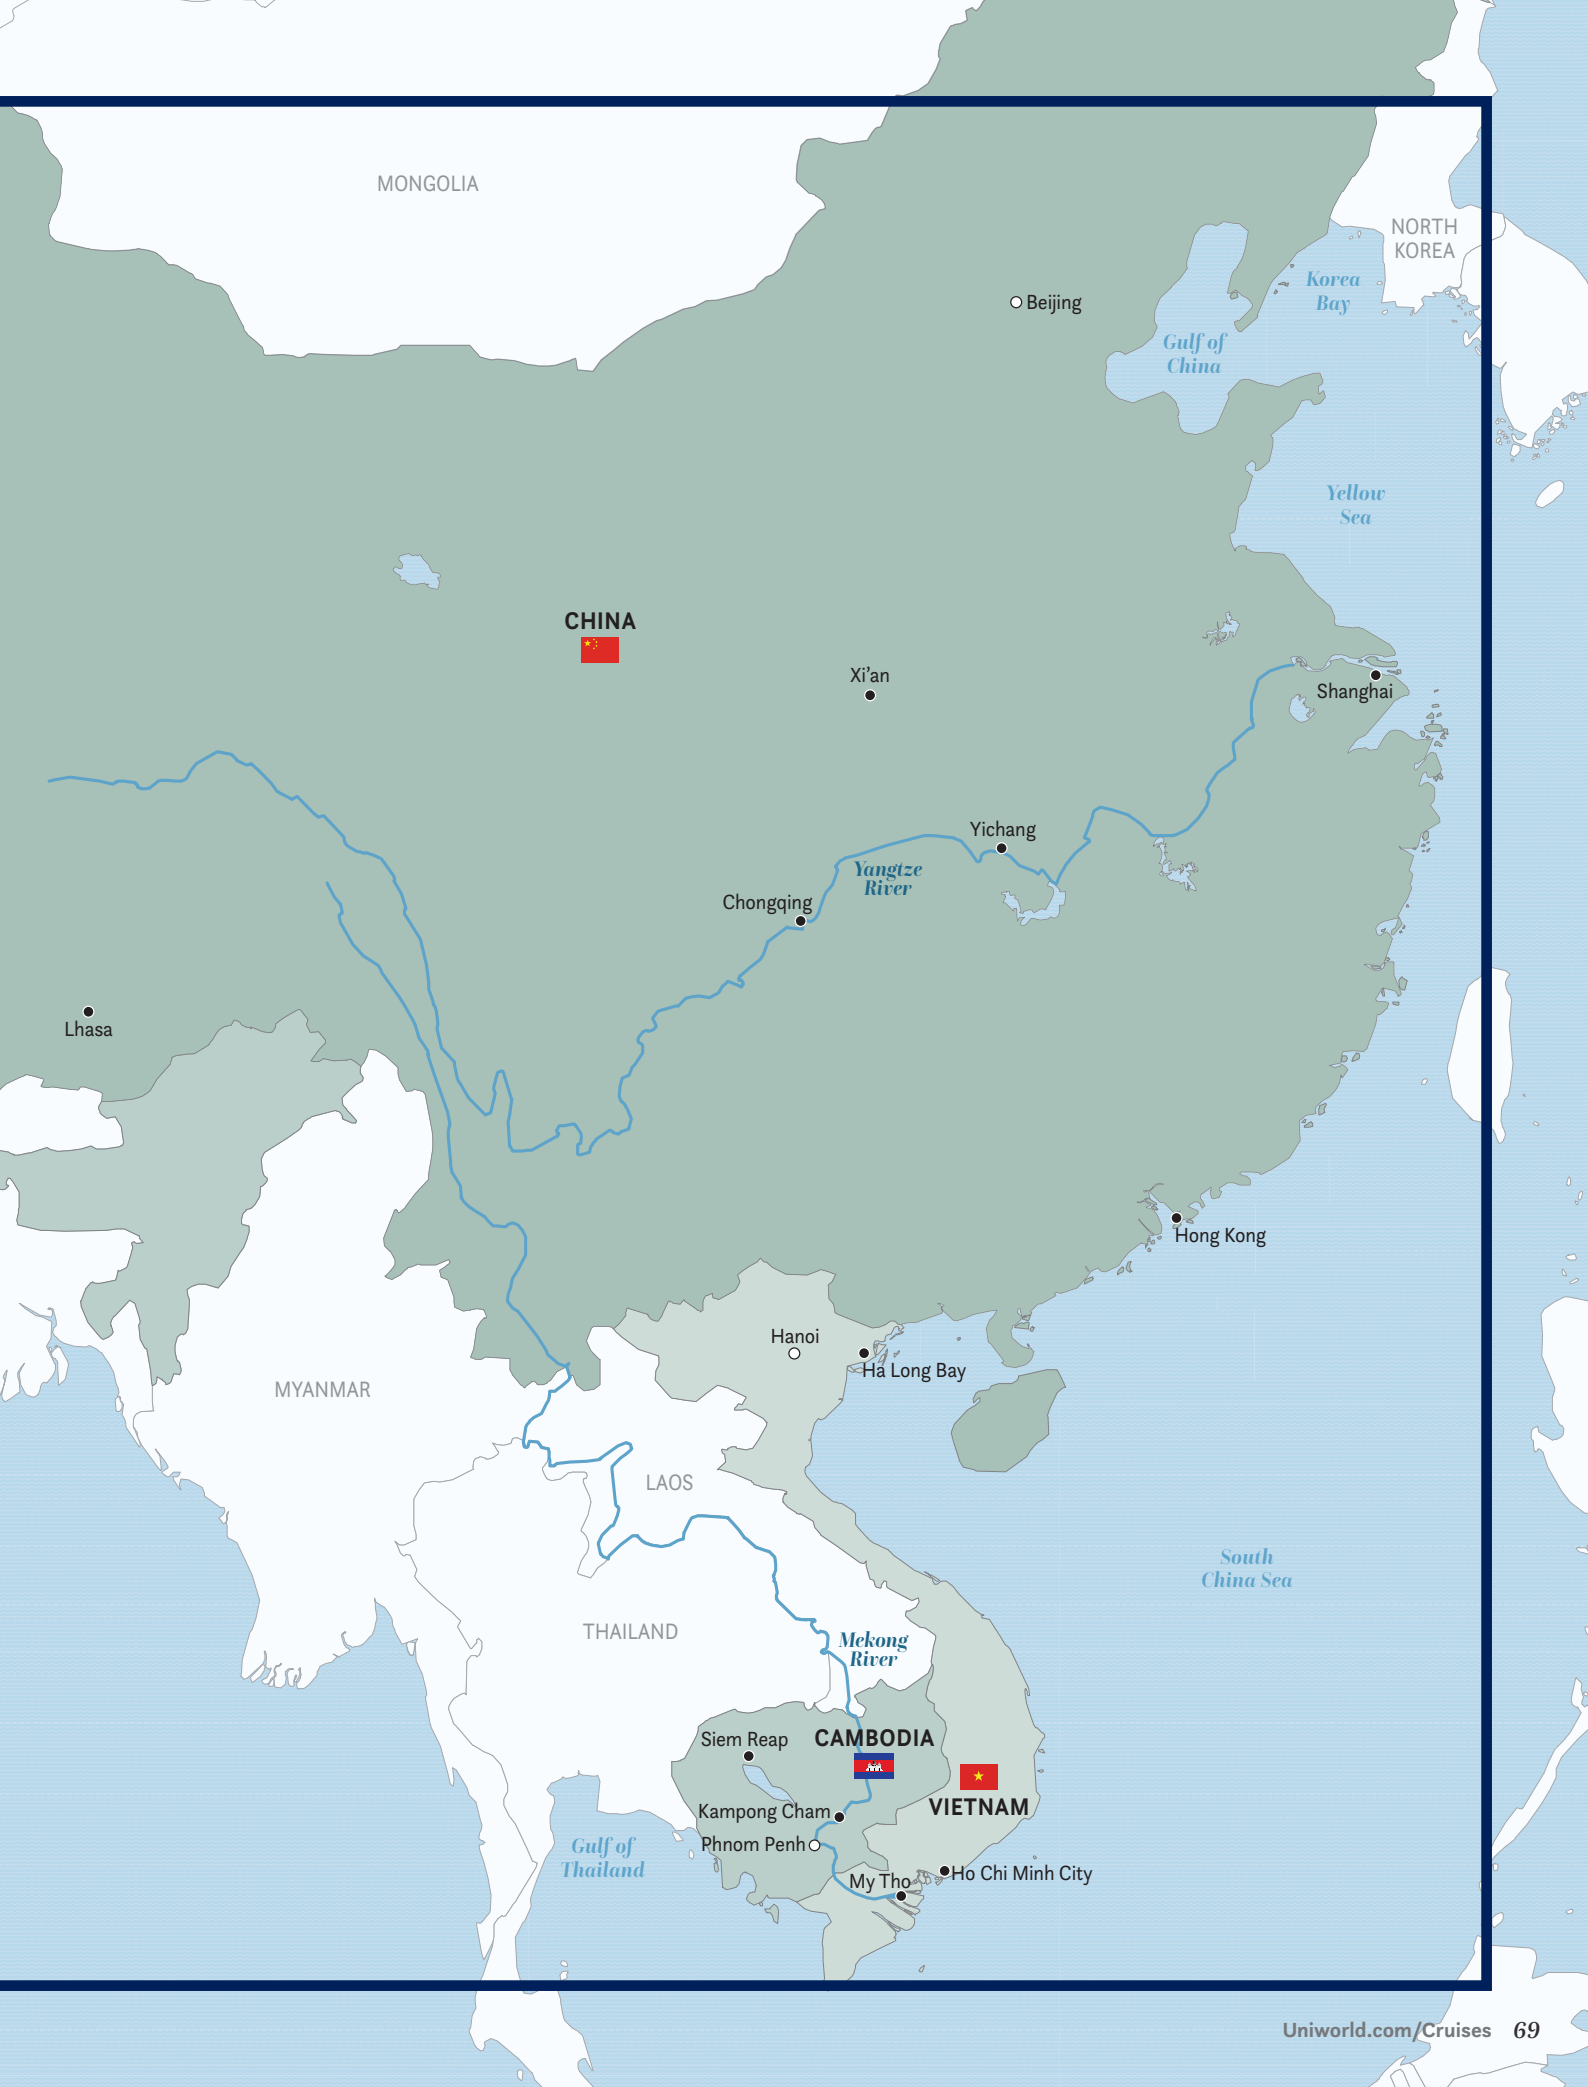 MONGOLIA
NORTH
KOREA
Korea
Bay
Beijing
Gulf of
China
Yellow
Sea
CHINA
Xi'an
Shanghai
Yichang
Yangtze
River
Chongqing
Lhasa
Hong Kong
Hanoi
Ha Long Bay
MYANMAR
LAOS
South
China Sea
THAILAND
Mekong
River
Siem Reap
CAMBODIA
VIETNAM
Kampong Cham
Phnom Penh
Gulf of
Thailand
My Tho
Ho Chi Minh City
Uniworld.com/Cruises 69